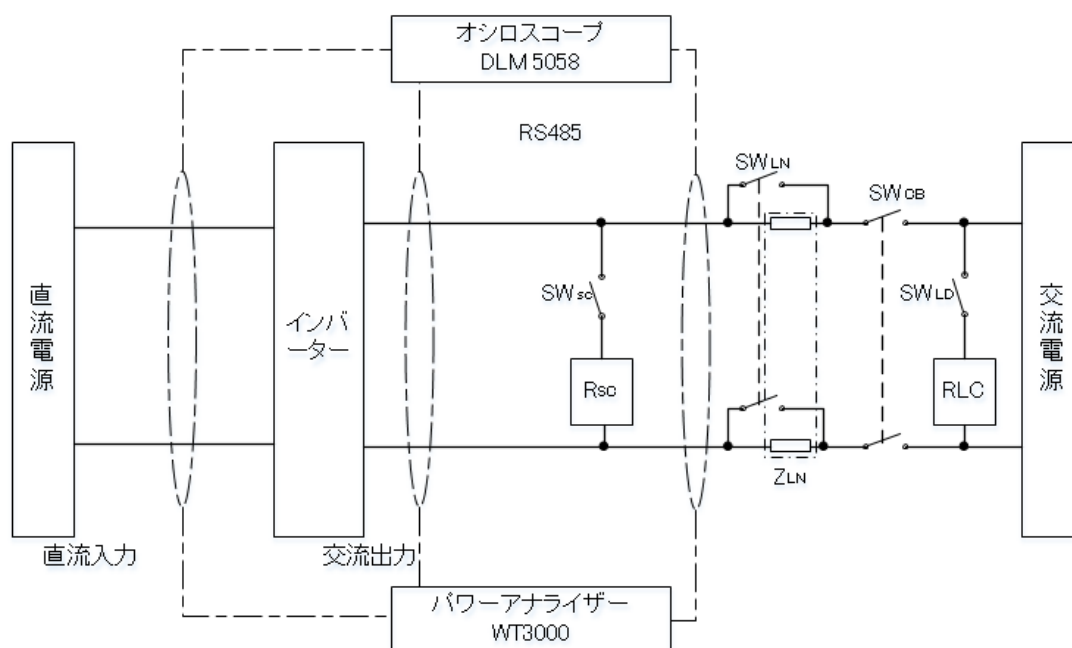 オシロスコープ
DLM 5058
RS485
SWLN
SWCB
直流電源
インバ
ーター
SWsc
Rsc
SWLD
RLC
交流電源
ZLN
直流入力
交流出力
パワーアナライザー
WT3000